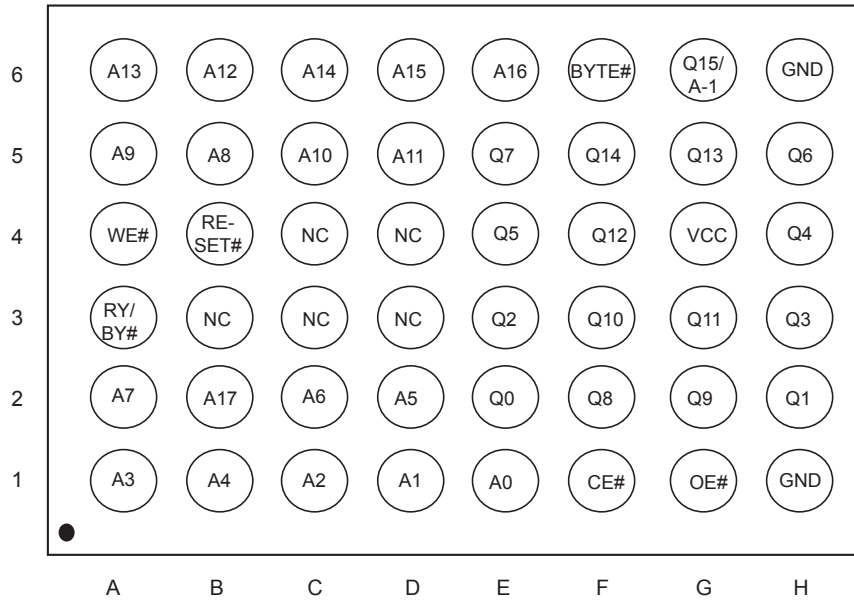 6 A13 A12 A14 A15 A16 BYTE# Q15/ A-1 GND
5 A9 A8 A10 A11 Q7 Q14 Q13 Q6
4 WE# RE- SET# NC NC Q5 Q12 VCC Q4
3 RY/ BY# NC NC NC Q2 Q10 Q11 Q3
2 A7 A17 A6 A5 Q0 Q8 Q9 Q1
1 A3 A4 A2 A1 A0 CE# OE# GND
A B C D E F G H